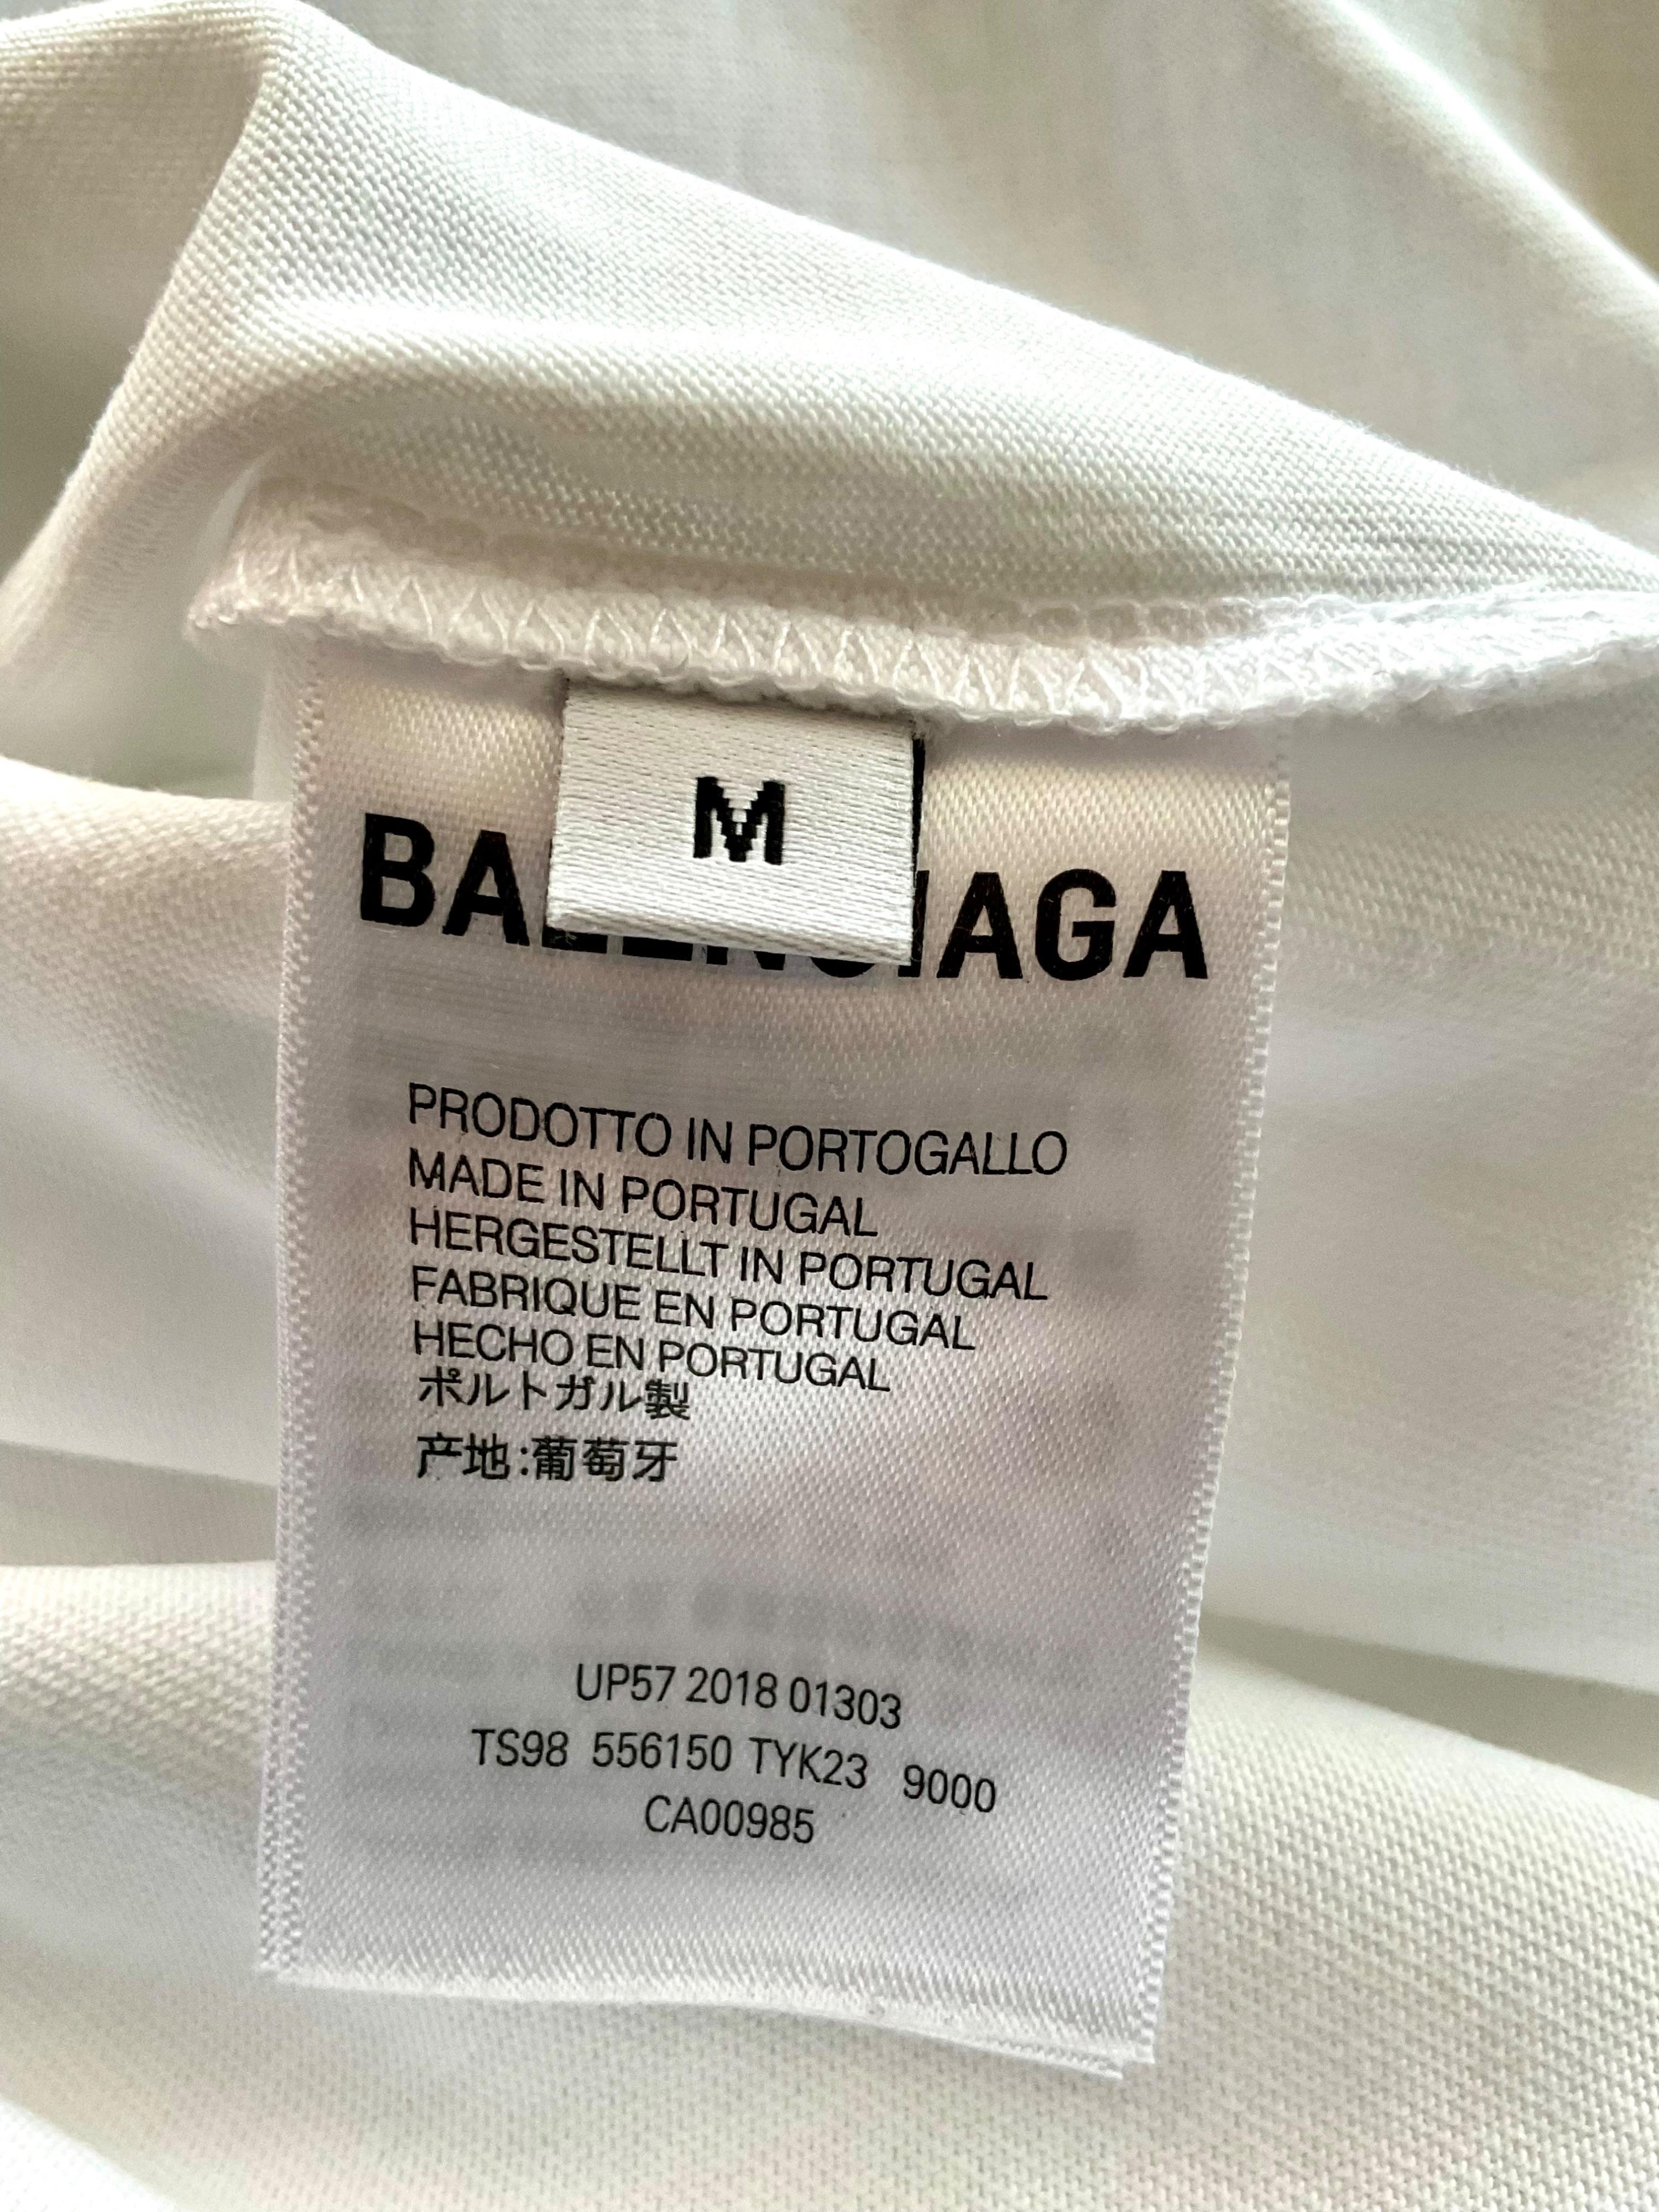 M
BALENCIAGA
PRODOTTO IN PORTOGALLO
MADE IN PORTUGAL
HERGESTELLT IN PORTUGAL
FABRIQUE EN PORTUGAL
HECHO EN PORTUGAL
ポルトガル製
产地:葡萄牙
UP57 2018 01303
TS98 556150 TYK23 9000
CA00985